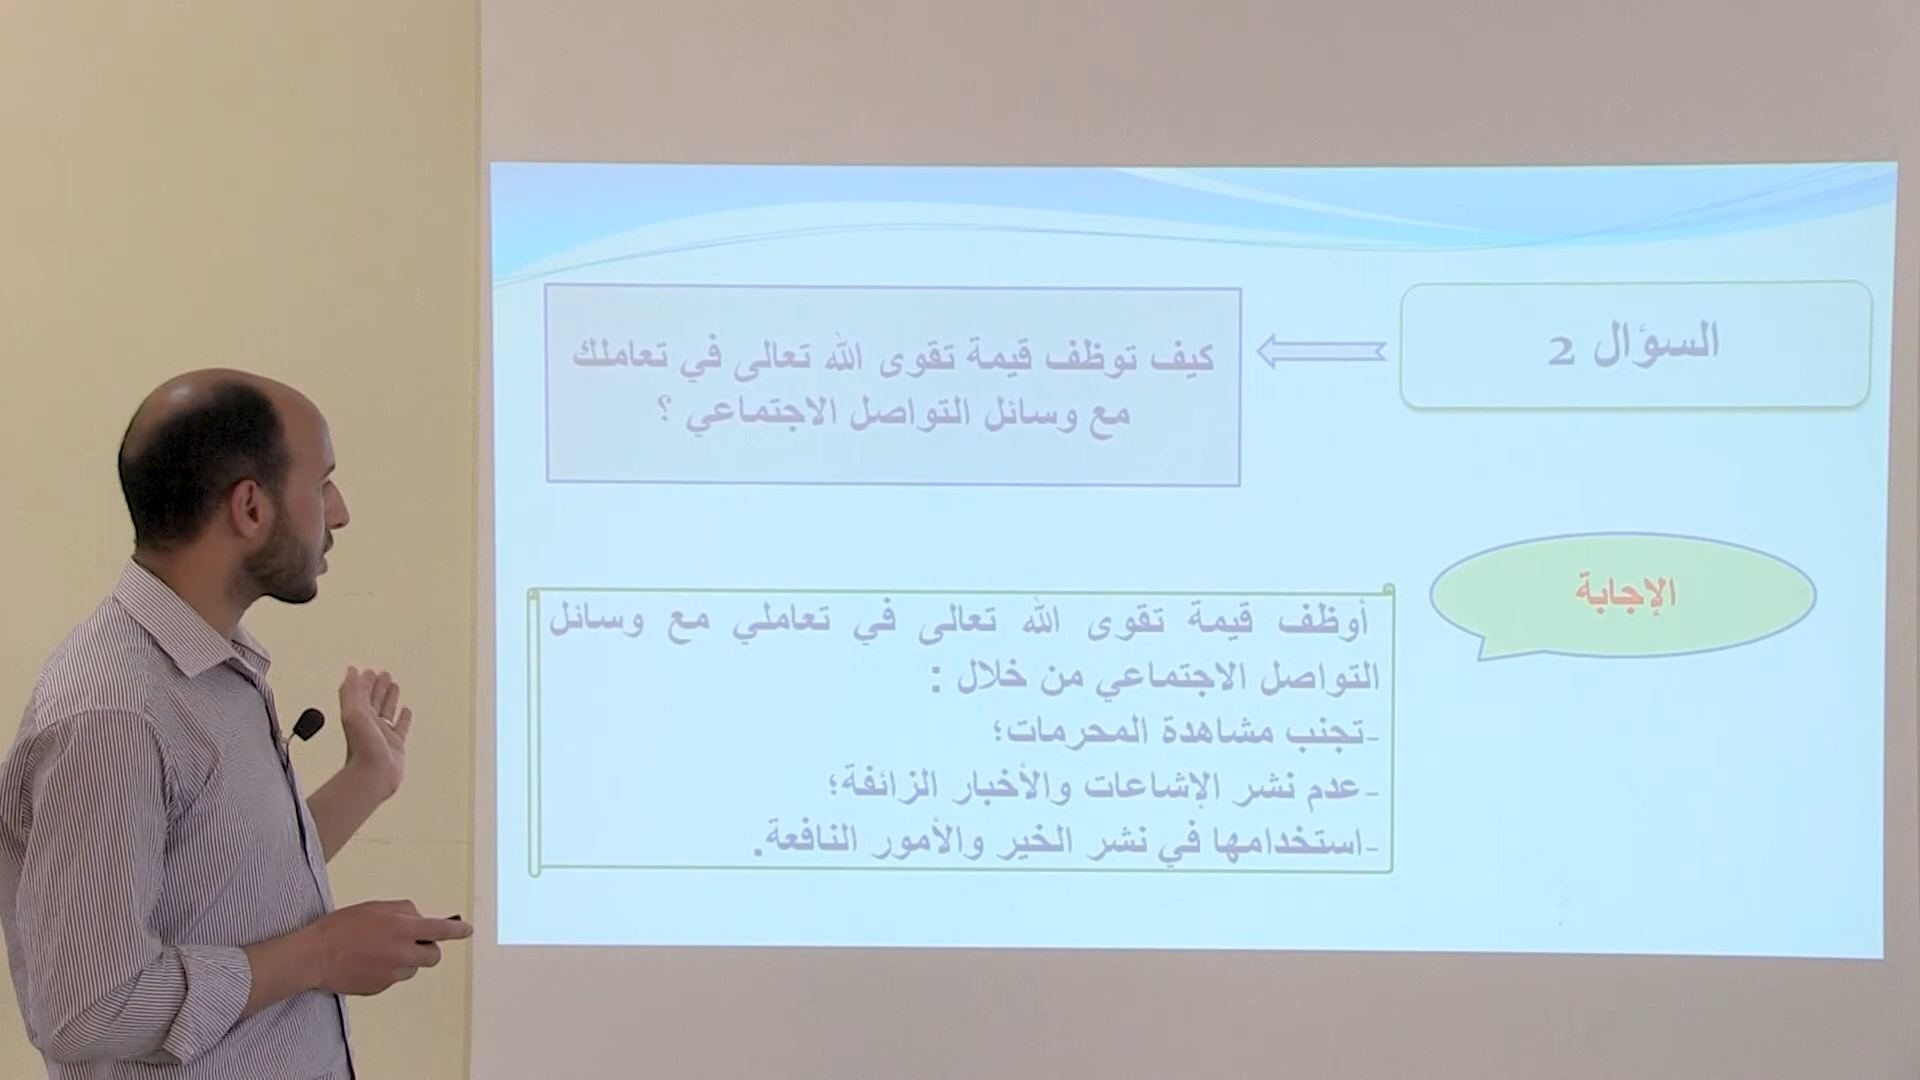 السؤال 2
كيف توظف قيمة تقوى الله تعالى في تعاملك
مع وسائل التواصل الاجتماعي ؟
الإجابة
أوظف قيمة تقوى الله تعالى في تعاملي مع وسائل
التواصل الاجتماعي من خلال :
-تجنب مشاهدة المحرمات؛
-عدم نشر الإشاعات والأخبار الزائفة؛
-استخدامها في نشر الخير والأمور النافعة.